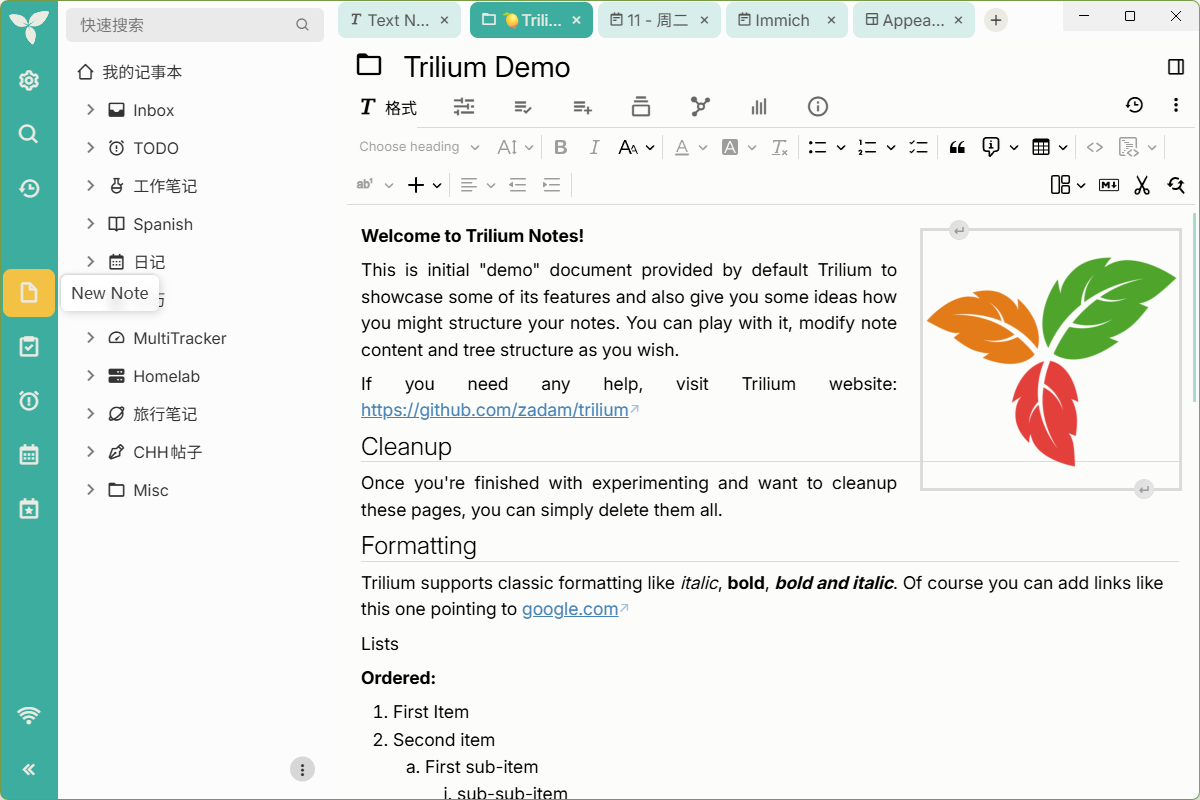 快速搜索
T Text N...
Trili...
11 - 周二
Immich
Appea...
我的记事本
Inbox
TODO
工作笔记
Spanish
日记
New Note
MultiTracker
Homelab
旅行笔记
CHH帖子
Misc
Trilium Demo
T 格式
Choose heading
Welcome to Trilium Notes!
This is initial "demo" document provided by default Trilium to
showcase some of its features and also give you some ideas how
you might structure your notes. You can play with it, modify note
content and tree structure as you wish.
If you need any help, visit Trilium website:
https://github.com/zadam/trilium
Cleanup
Once you're finished with experimenting and want to cleanup
these pages, you can simply delete them all.
Formatting
Trilium supports classic formatting like italic, bold, bold and italic. Of course you can add links like
this one pointing to google.com
Lists
Ordered:
1. First Item
2. Second item
a. First sub-item
i. sub-sub-item